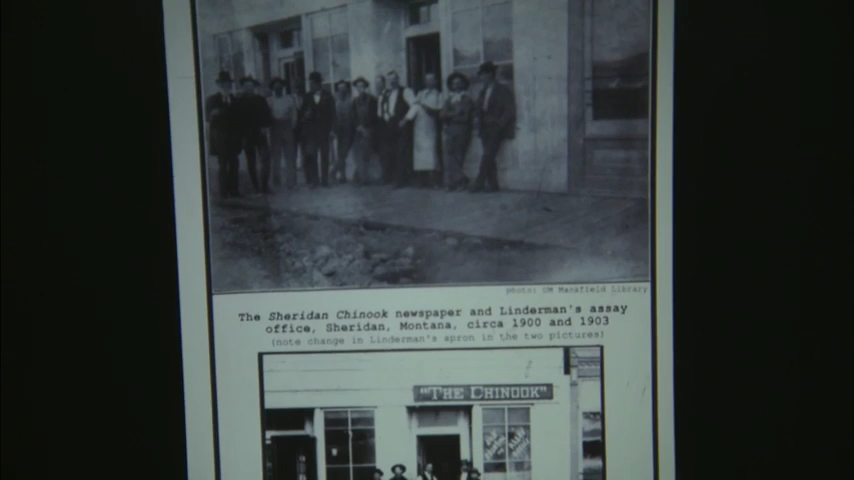 photo: UM Mansfield Library
The Sheridan Chinook newspaper and Linderman's assay
office, Sheridan, Montana, circa 1900 and 1903
(note change in Linderman's apron in the two pictures)
"THE CHINOOK"